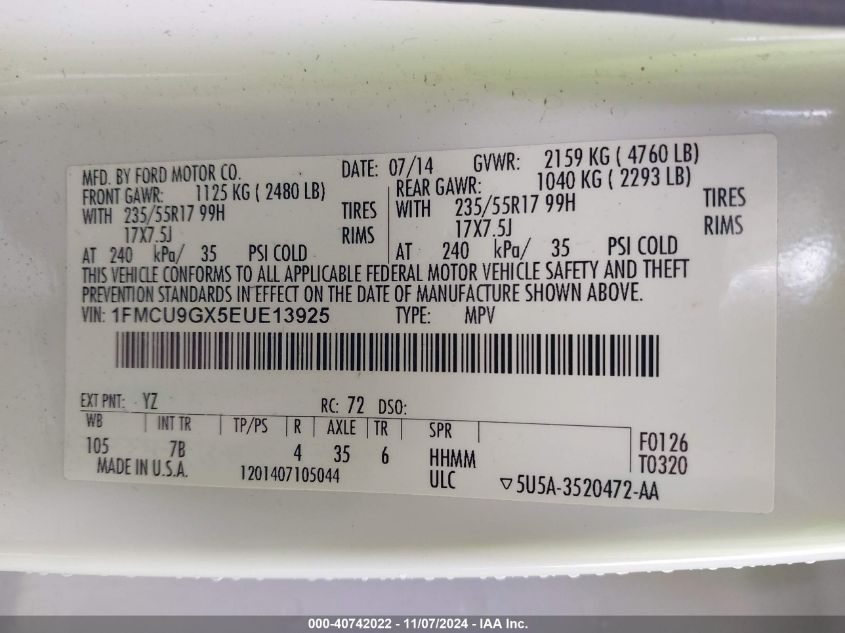 MFD. BY FORD MOTOR CO. DATE: 07/14 GVWR: 2159 KG ( 4760 LB)
FRONT GAWR: 1125 KG ( 2480 LB) REAR GAWR: 1040 KG ( 2293 LB)
WITH 235/55R17 99H TIRES WITH 235/55R17 99H TIRES
17X7.5J RIMS 17X7.5J RIMS
AT 240 kPa/ 35 PSI COLD AT 240 kPa/ 35 PSI COLD
THIS VEHICLE CONFORMS TO ALL APPLICABLE FEDERAL MOTOR VEHICLE SAFETY AND THEFT
PREVENTION STANDARDS IN EFFECT ON THE DATE OF MANUFACTURE SHOWN ABOVE.
VIN: 1FMCU9GX5EUE13925 TYPE: MPV
EXT PNT: YZ RC: 72 DSO:
WB INT TR TP/PS R AXLE TR SPR F0126
105 7B 4 35 6 HHMM T0320
MADE IN U.S.A. 1201407105044 ULC ▽5U5A-3520472-AA
000-40742022 - 11/07/2024 - IAA Inc.